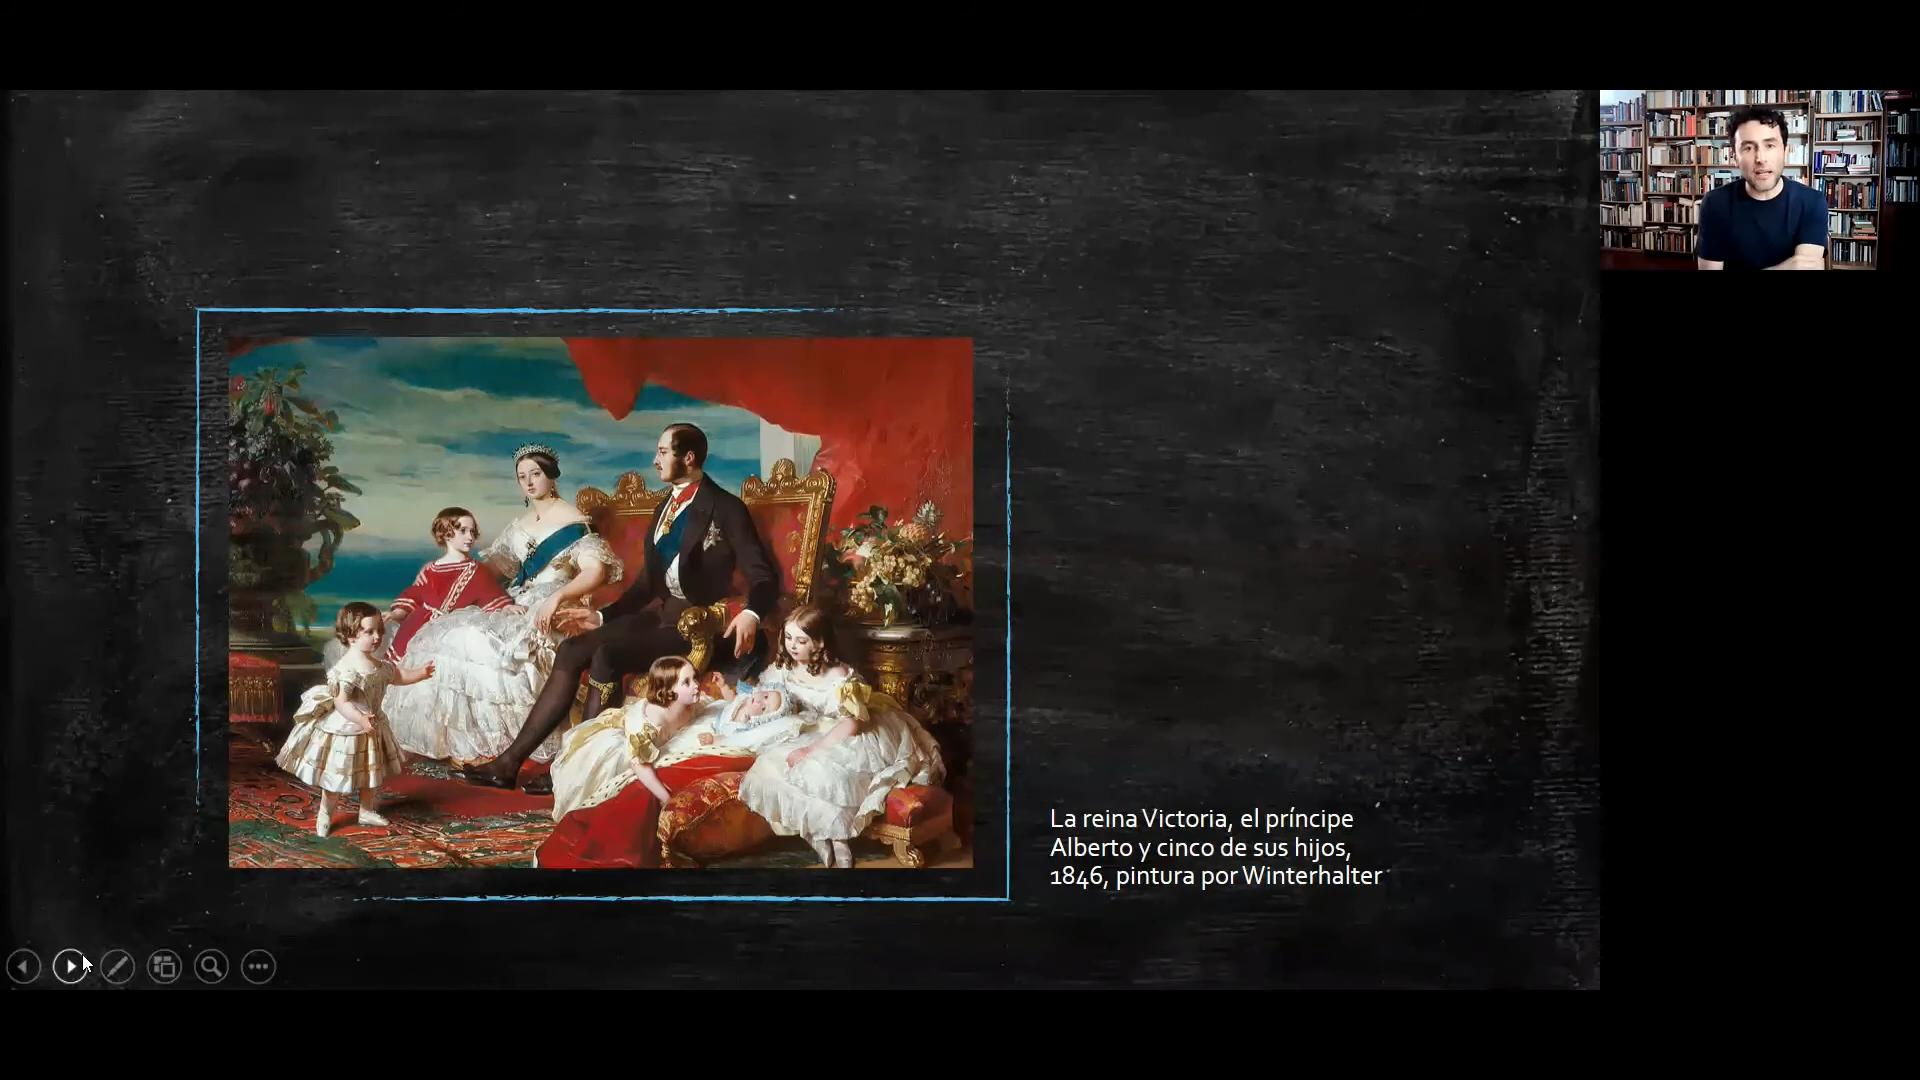 La reina Victoria, el príncipe
Alberto y cinco de sus hijos,
1846, pintura por Winterhalter